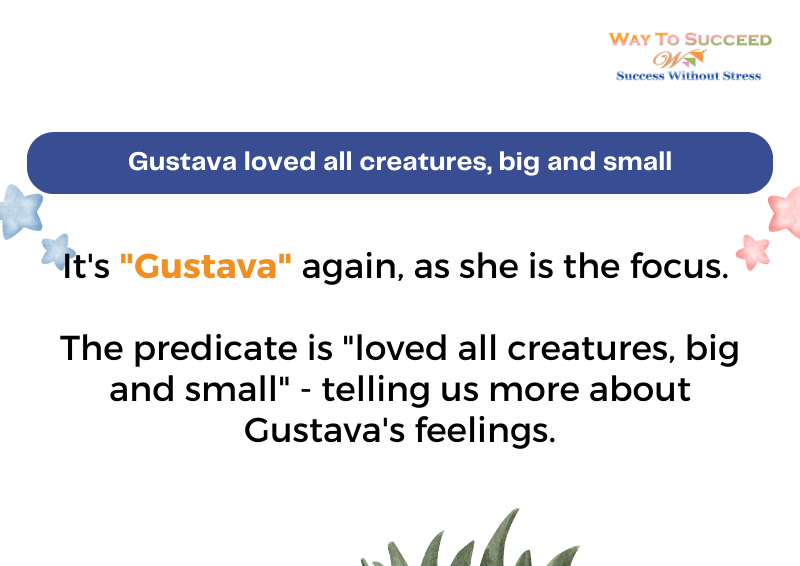 WAY TO SUCCEED
W
Success Without Stress
Gustava loved all creatures, big and small
It's "Gustava" again, as she is the focus.
The predicate is "loved all creatures, big
and small" - telling us more about
Gustava's feelings.